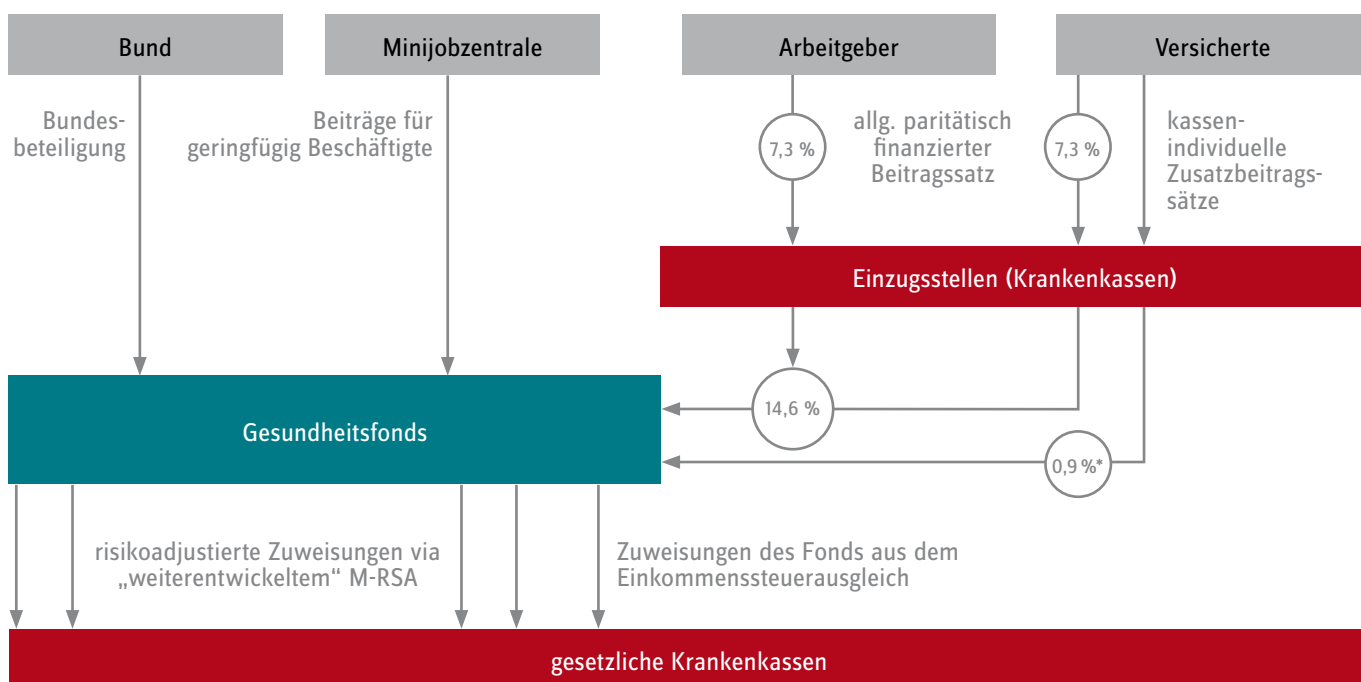 Bund
Minijobzentrale
Arbeitgeber
Versicherte
Bundes-
beteiligung
Beiträge für
geringfügig Beschäftigte
7,3 %
allg. paritätisch
finanzierter
Beitragssatz
7,3 %
kassen-
individuelle
Zusatzbeitrags-
sätze
Einzugsstellen (Krankenkassen)
14,6 %
Gesundheitsfonds
0,9 %*
risikoadjustierte Zuweisungen via
„weiterentwickeltem“ M-RSA
Zuweisungen des Fonds aus dem
Einkommenssteuerausgleich
gesetzliche Krankenkassen